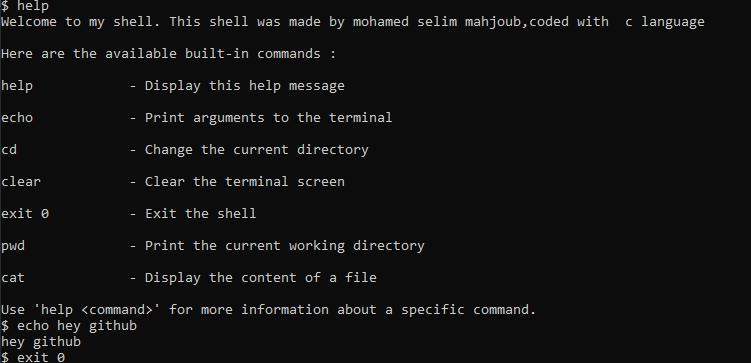 $ help
Welcome to my shell. This shell was made by mohamed selim mahjoub,coded with  c language
Here are the available built-in commands :
help            - Display this help message
echo            - Print arguments to the terminal
cd              - Change the current directory
clear           - Clear the terminal screen
exit 0          - Exit the shell
pwd             - Print the current working directory
cat             - Display the content of a file
Use 'help <command>' for more information about a specific command.
$ echo hey github
hey github
$ exit 0